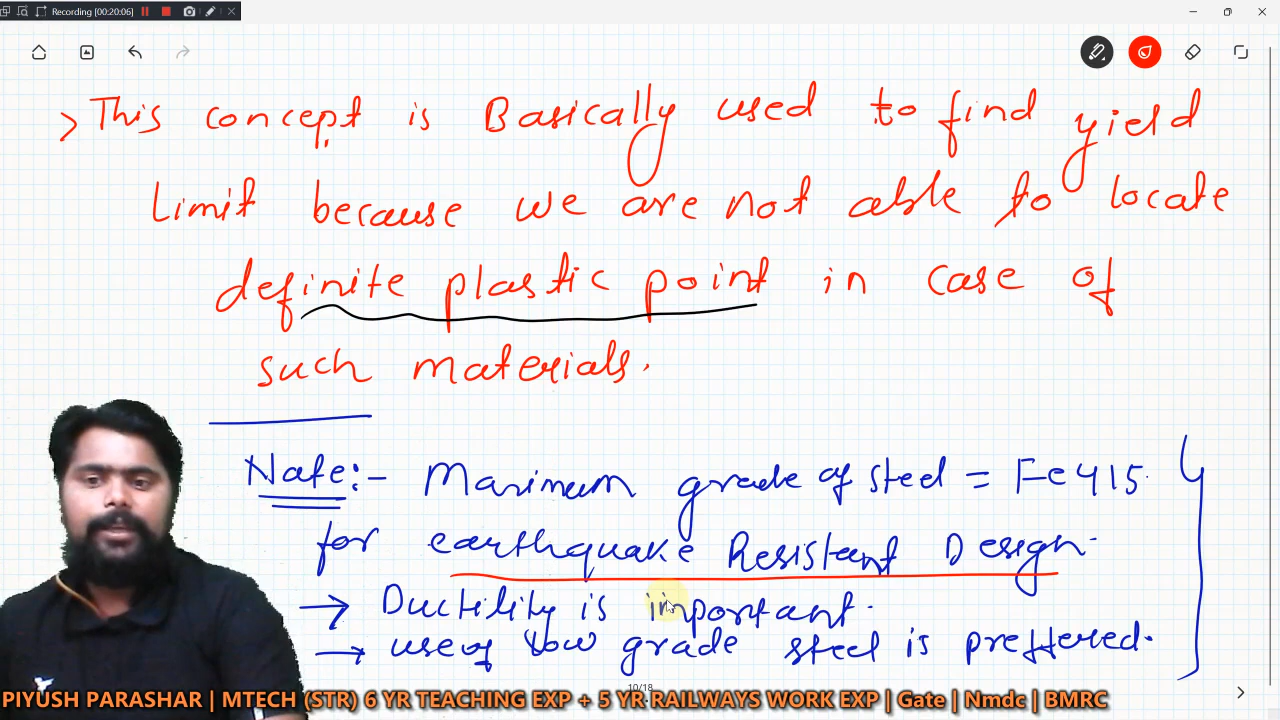 Recording [00:20:06]
> This concept is Basically used to find yield
Limit because we are not able to locate
definite plastic point in case of
such materials.
Note:- Maximum grade of steel = Fe 415.
for earthquake Resistant Design.
→ Ductility is important.
→ use of low grade steel is preffered.
10/18
PIYUSH PARASHAR | MTECH (STR) 6 YR TEACHING EXP + 5 YR RAILWAYS WORK EXP | Gate | Nmdc | BMRC